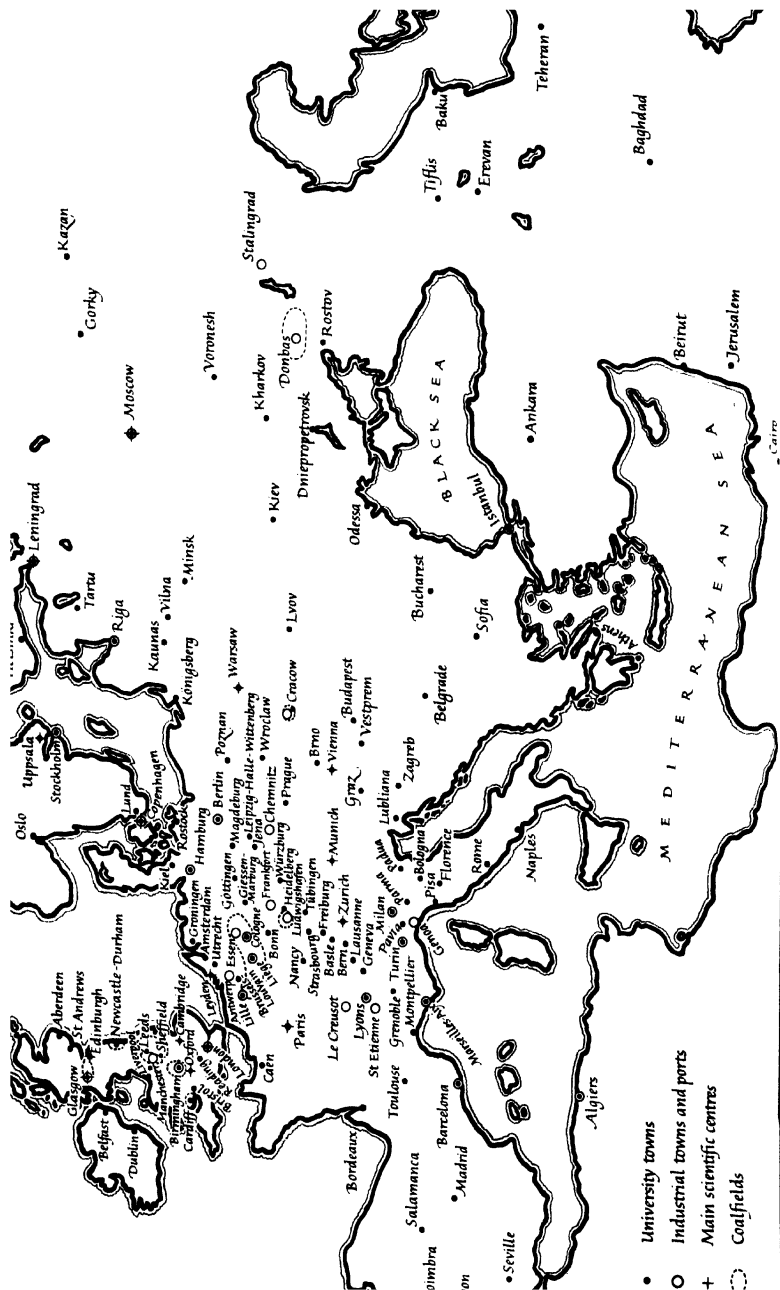 Oslo
Uppsala
Stockholm
Leningrad
Tartu
Riga
Moscow
Gorky
Kazan
Aberdeen
St Andrews
Edinburgh
Glasgow
Newcastle-Durham
Belfast
Dublin
Leeds
Sheffield
Manchester
Birmingham
Cambridge
Oxford
Cardiff
Bristol
Reading
London
Lund
Copenhagen
Kiel
Rostock
Hamburg
Kaunas
Vilna
Minsk
Königsberg
Voronesh
Groningen
Amsterdam
Utrecht
Leyden
Antwerp
Essen
Lille
Brussels
Louvain
Liège
Cologne
Bonn
Göttingen
Giessen-
Marburg
Frankfort
Berlin
Magdeburg
Leipzig-Halle-Wittenberg
Jena
Chemnitz
Poznan
Wroclaw
Warsaw
Cracow
Lvov
Kiev
Kharkov
Dniepropetrovsk
Donbas
Stalingrad
Rostov
Caën
Paris
Nancy
Strasbourg
Ludwigshafen
Heidelberg
Würzburg
Tübingen
Freiburg
Prague
Brno
Vienna
Munich
Budapest
Vestprem
Graz
Odessa
Le Creusot
Lyons
St Etienne
Basle
Bern
Zurich
Lausanne
Geneva
Grenoble
Turin
Milan
Pavia
Parma
Padua
Genoa
Bologna
Pisa
Florence
Lubliana
Zagreb
Belgrade
Bucharest
Sofia
Istanbul
BLACK SEA
Tiflis
Erevan
Baku
Teheran
Baghdad
Bordeaux
Toulouse
Montpellier
Marseilles-Aix
Barcelona
Salamanca
Madrid
oimbra
on
Seville
Algiers
Rome
Naples
Athens
Ankara
MEDITERRANEAN SEA
Beirut
Jerusalem
Cairo
University towns
Industrial towns and ports
Main scientific centres
Coalfields